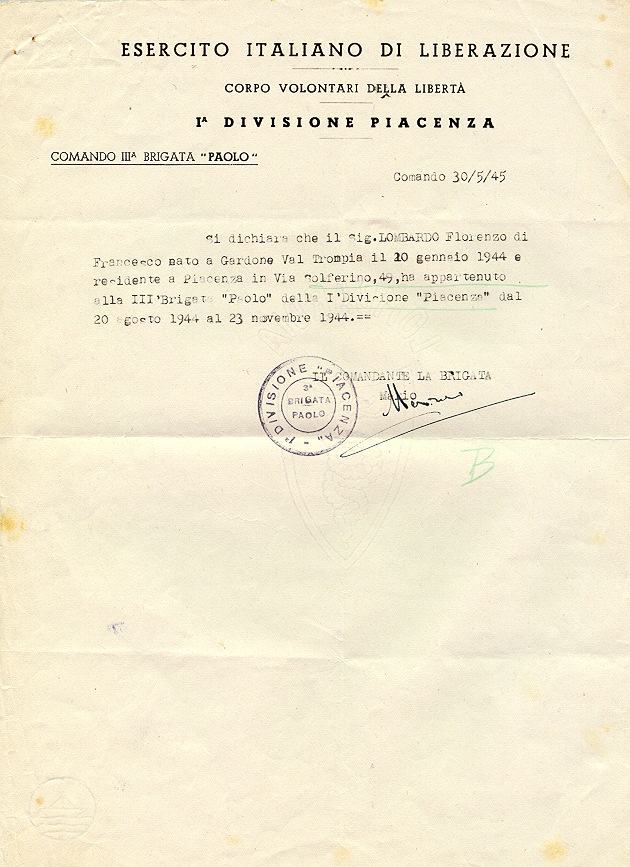 ESERCITO ITALIANO DI LIBERAZIONE
CORPO VOLONTARI DELLA LIBERTÀ
Iª DIVISIONE PIACENZA
COMANDO IIIᴬ BRIGATA "PAOLO"
Comando 30/5/45
Si dichiara che il Sig.LOMBARDO Florenzo di
Francesco nato a Gardone Val Trompia il 20 gennaio 1944 e
residente a Piacenza in Via Solferino,49,ha appartenuto
alla III'Brigata "Paolo" della I'Divisione "Piacenza" dal
20 agosto 1944 al 23 novembre 1944.==
IL COMANDANTE LA BRIGATA
Mario
1ª DIVISIONE "PIACENZA"
3ª
BRIGATA
PAOLO
B